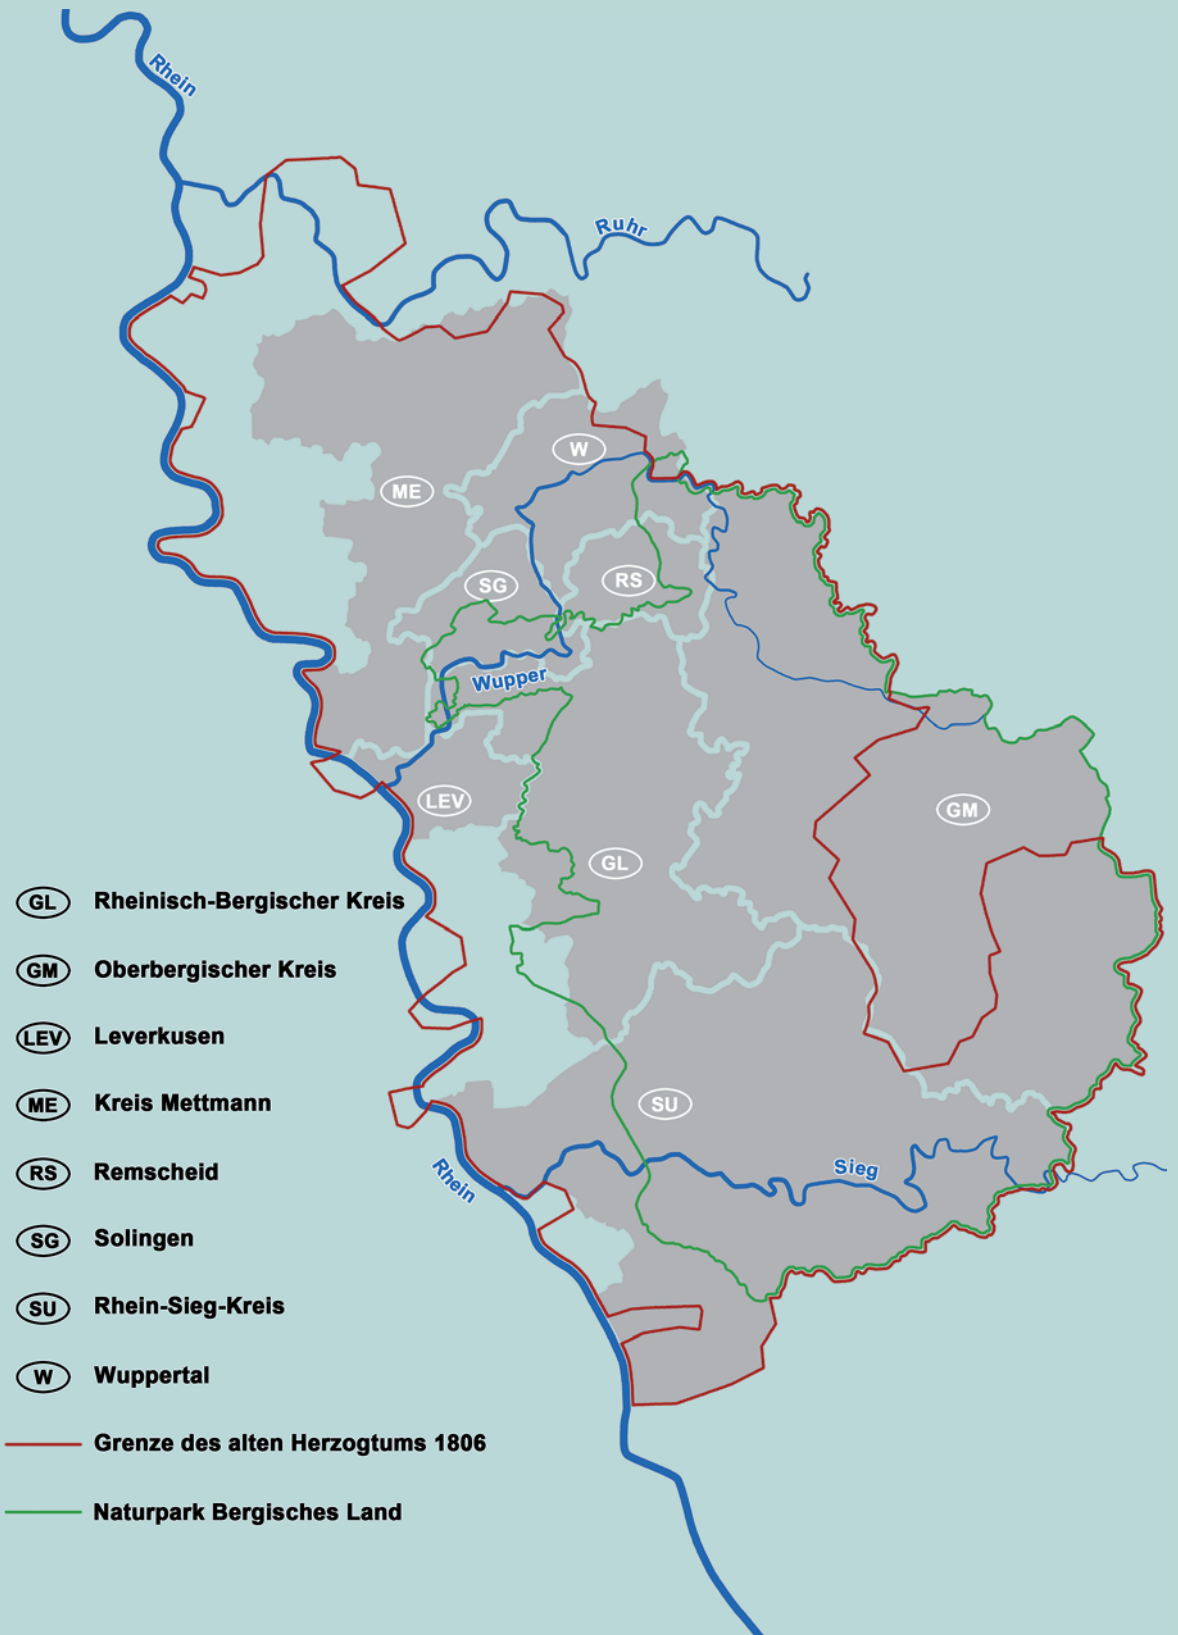 Rhein
Ruhr
W
ME
SG
RS
Wupper
LEV
GM
GL
SU
Sieg
Rhein
GL Rheinisch-Bergischer Kreis
GM Oberbergischer Kreis
LEV Leverkusen
ME Kreis Mettmann
RS Remscheid
SG Solingen
SU Rhein-Sieg-Kreis
W Wuppertal
Grenze des alten Herzogtums 1806
Naturpark Bergisches Land